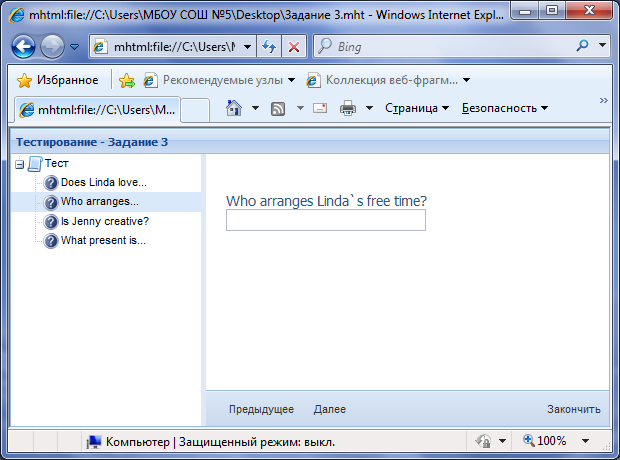 mhtml:file://C:\Users\МБОУ СОШ №5\Desktop\Задание 3.mht - Windows Internet Expl...
mhtml:file://C:\Users\М
Bing
Избранное
Рекомендуемые узлы
Коллекция веб-фрагм...
mhtml:file://C:\Users\М...
Страница
Безопасность
»
Тестирование - Задание 3
Тест
Does Linda love...
Who arranges...
Is Jenny creative?
What present is...
Who arranges Linda`s free time?
Предыдущее
Далее
Закончить
Компьютер | Защищенный режим: выкл.
100%